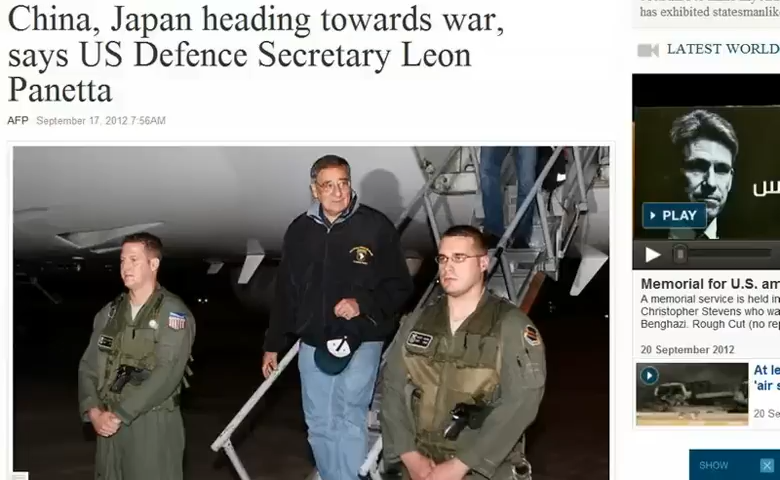 China, Japan heading towards war,
says US Defence Secretary Leon
Panetta
AFP September 17, 2012 7:56AM
has exhibited statesmanlik
LATEST WORLD
PLAY
Memorial for U.S. am
A memorial service is held in
Christopher Stevens who wa
Benghazi. Rough Cut (no rep
20 September 2012
At le
'air s
20 Se
SHOW